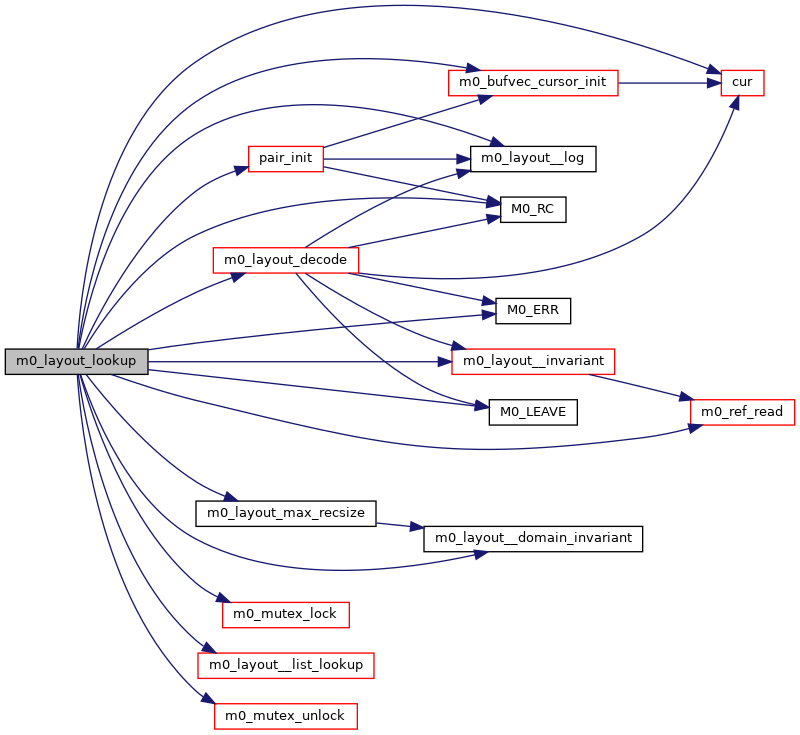 cur
m0_bufvec_cursor_init
pair_init
m0_layout__log
M0_RC
m0_layout_decode
M0_ERR
m0_layout_lookup
m0_layout__invariant
M0_LEAVE
m0_ref_read
m0_layout_max_recsize
m0_layout__domain_invariant
m0_mutex_lock
m0_layout__list_lookup
m0_mutex_unlock